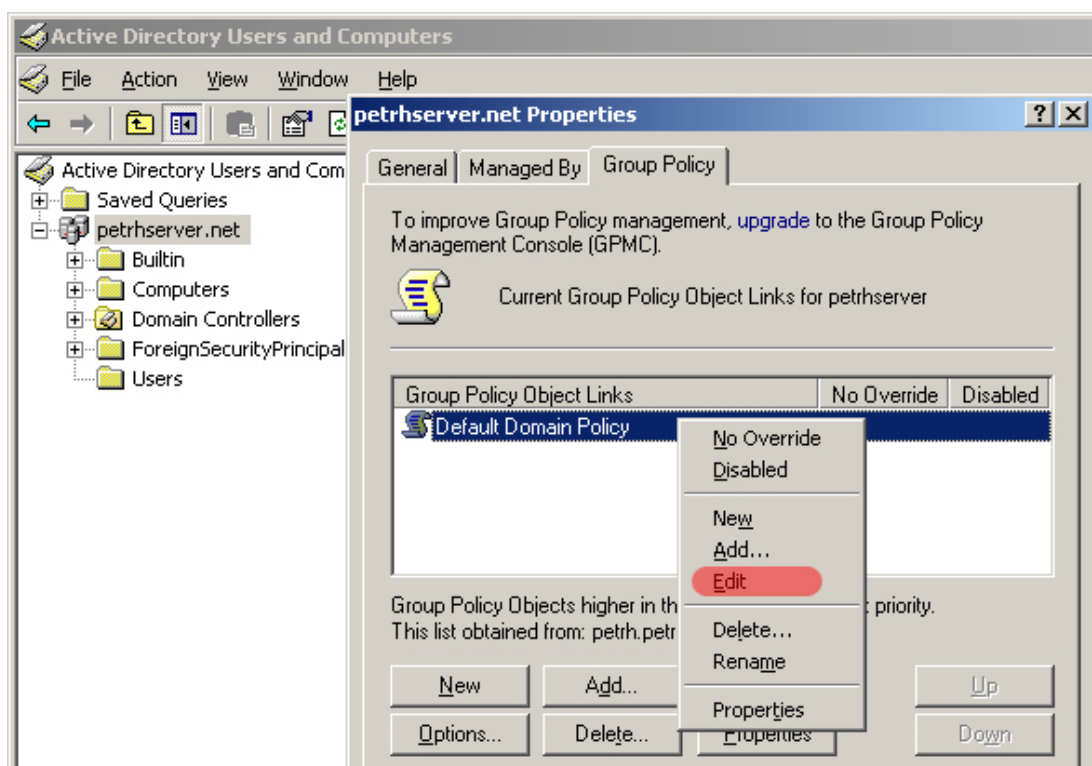 Active Directory Users and Computers
File Action View Window Help
petrhserver.net Properties
Active Directory Users and Com
Saved Queries
petrhserver.net
Builtin
Computers
Domain Controllers
ForeignSecurityPrincipal
Users
General Managed By Group Policy
To improve Group Policy management, upgrade to the Group Policy
Management Console (GPMC).
Current Group Policy Object Links for petrhserver
Group Policy Object Links No Override Disabled
Default Domain Policy
No Override
Disabled
New
Add...
Edit
Delete...
Rename
Properties
Group Policy Objects higher in th priority.
This list obtained from: petrh.petr
New Add... Up
Options... Delete... Properties Down